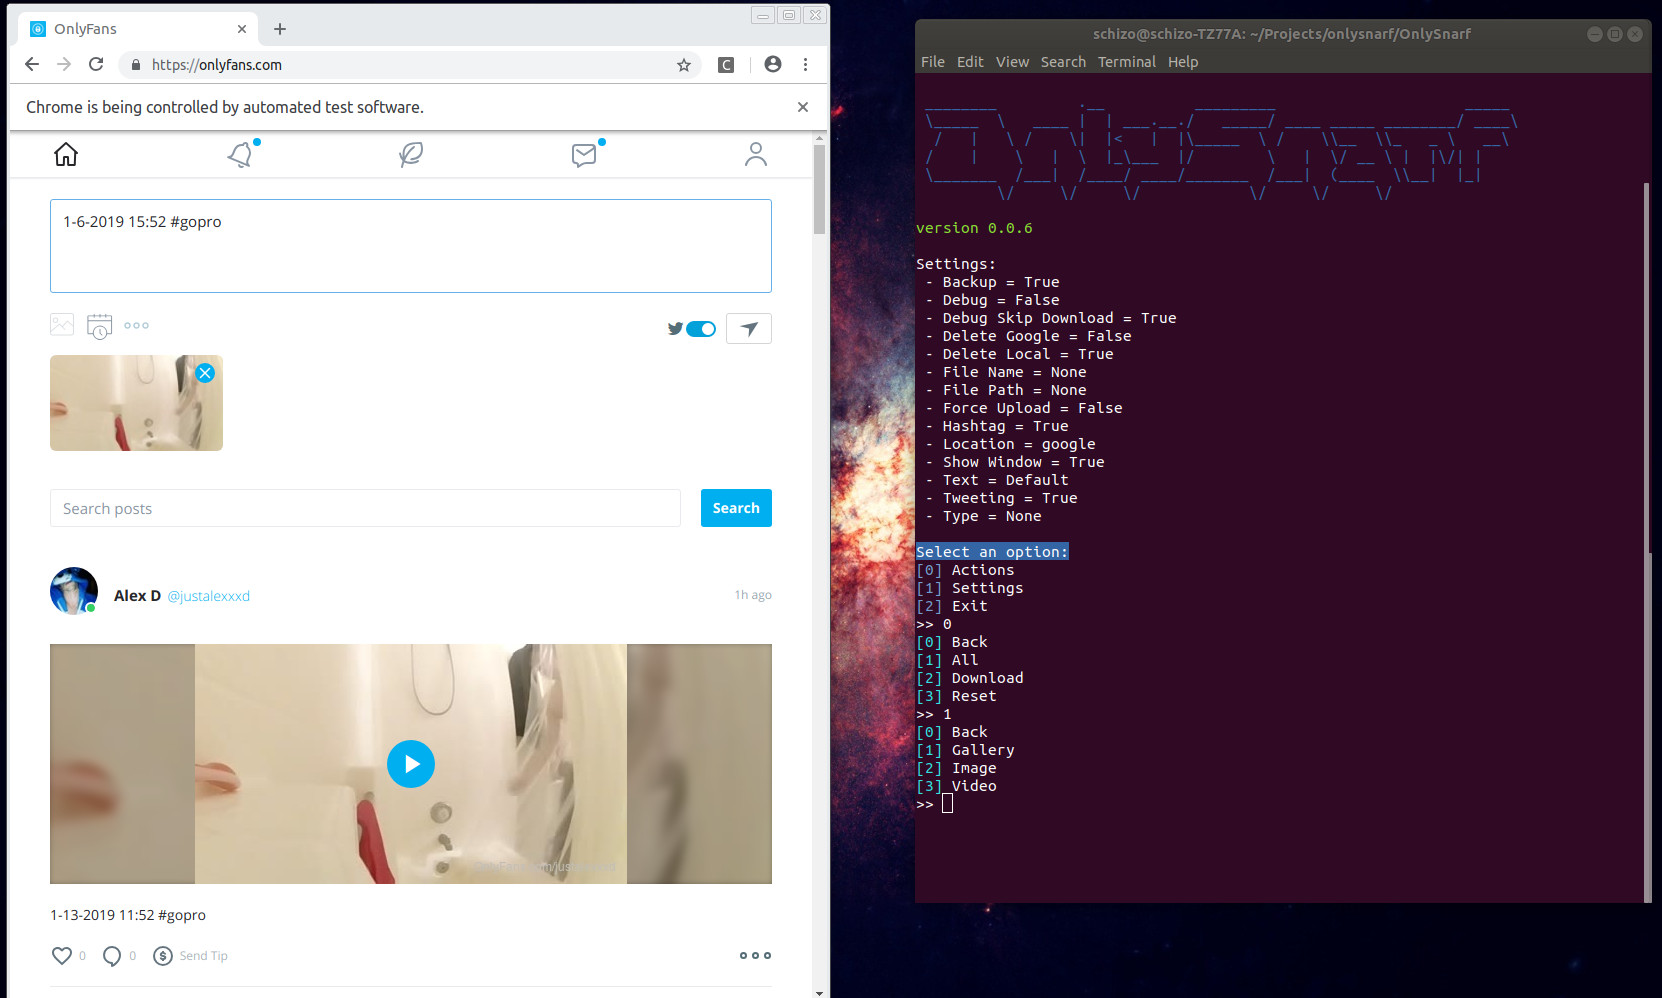 OnlyFans
https://onlyfans.com
Chrome is being controlled by automated test software.
1-6-2019 15:52 #gopro
Search posts
Search
Alex D @justalexxxd
1h ago
1-13-2019 11:52 #gopro
0
0
Send Tip
schizo@schizo-TZ77A: ~/Projects/onlysnarf/OnlySnarf
File Edit View Search Terminal Help
OnlySnarf
version 0.0.6
Settings:
- Backup = True
- Debug = False
- Debug Skip Download = True
- Delete Google = False
- Delete Local = True
- File Name = None
- File Path = None
- Force Upload = False
- Hashtag = True
- Location = google
- Show Window = True
- Text = Default
- Tweeting = True
- Type = None
Select an option:
[0] Actions
[1] Settings
[2] Exit
>> 0
[0] Back
[1] All
[2] Download
[3] Reset
>> 1
[0] Back
[1] Gallery
[2] Image
[3] Video
>>